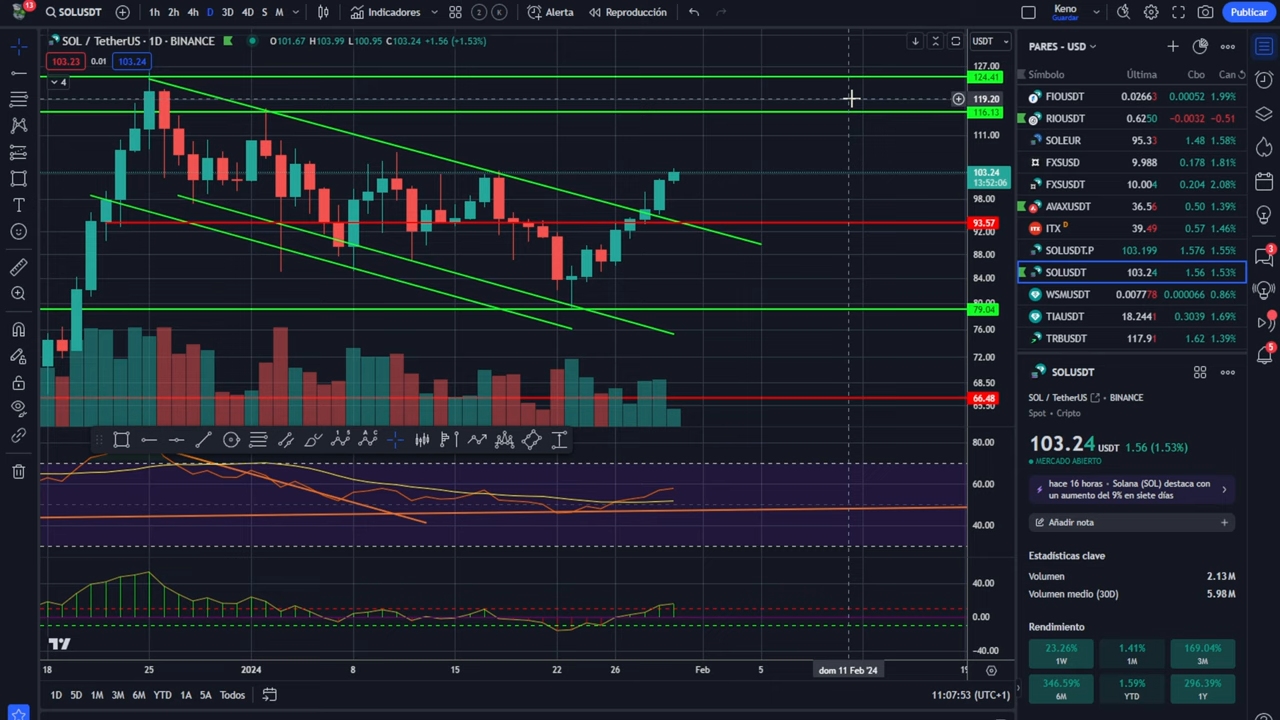 13
SOLUSDT
1h 2h 4h D 3D 4D S M
Indicadores
2 K
Alerta
Reproducción
Keno
Guardar
Publicar
SOL / TetherUS · 1D · BINANCE
O101.67 H103.99 L100.95 C103.24 +1.56 (+1.53%)
103.23 0.01 103.24
4
USDT
127.00
124.41
119.20
116.13
111.00
103.24
13:52:06
98.00
93.57
92.00
88.00
84.00
80.00
79.04
76.00
72.00
68.50
66.48
65.50
80.00
60.00
40.00
40.00
0.00
−40.00
18 25 2024 8 15 22 26 Feb 5 dom 11 Feb '24 19
1D 5D 1M 3M 6M YTD 1A 5A Todos
11:07:53 (UTC+1)
PARES - USD
Símbolo Última Cbo Can
FIOUSDT 0.02663 0.00052 1.99%
RIOUSDT 0.6250 −0.0032 −0.51
SOLEUR 95.33 1.48 1.58%
FXSUSD 9.988 0.178 1.81%
FXSUSDT 10.004 0.204 2.08%
AVAXUSDT 36.56 0.50 1.39%
ITX D 39.49 0.57 1.46%
SOLUSDT.P 103.199 1.576 1.55%
SOLUSDT 103.24 1.56 1.53%
WSMUSDT 0.007778 0.000066 0.86%
TIAUSDT 18.2441 0.3039 1.69%
TRBUSDT 117.91 1.62 1.39%
SOLUSDT
SOL / TetherUS BINANCE
Spot • Cripto
103.24 USDT 1.56 (1.53%)
MERCADO ABIERTO
hace 16 horas • Solana (SOL) destaca con
un aumento del 9% en siete días
Añadir nota
Estadísticas clave
Volumen 2.13M
Volumen medio (30D) 5.98M
Rendimiento
23.26% 1.41% 169.04%
1W 1M 3M
346.59% 1.59% 296.39%
6M YTD 1Y
3
5